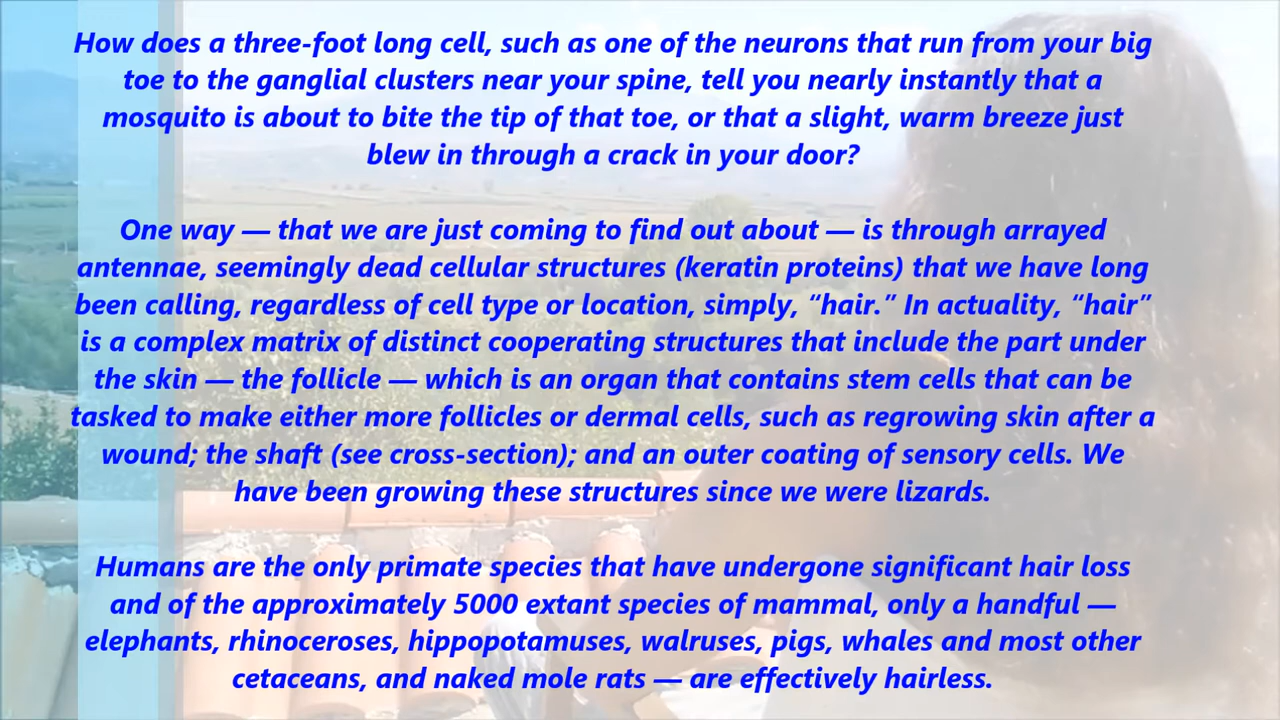 How does a three-foot long cell, such as one of the neurons that run from your big
toe to the ganglial clusters near your spine, tell you nearly instantly that a
mosquito is about to bite the tip of that toe, or that a slight, warm breeze just
blew in through a crack in your door?
One way — that we are just coming to find out about — is through arrayed
antennae, seemingly dead cellular structures (keratin proteins) that we have long
been calling, regardless of cell type or location, simply, “hair.” In actuality, “hair”
is a complex matrix of distinct cooperating structures that include the part under
the skin — the follicle — which is an organ that contains stem cells that can be
tasked to make either more follicles or dermal cells, such as regrowing skin after a
wound; the shaft (see cross-section); and an outer coating of sensory cells. We
have been growing these structures since we were lizards.
Humans are the only primate species that have undergone significant hair loss
and of the approximately 5000 extant species of mammal, only a handful —
elephants, rhinoceroses, hippopotamuses, walruses, pigs, whales and most other
cetaceans, and naked mole rats — are effectively hairless.